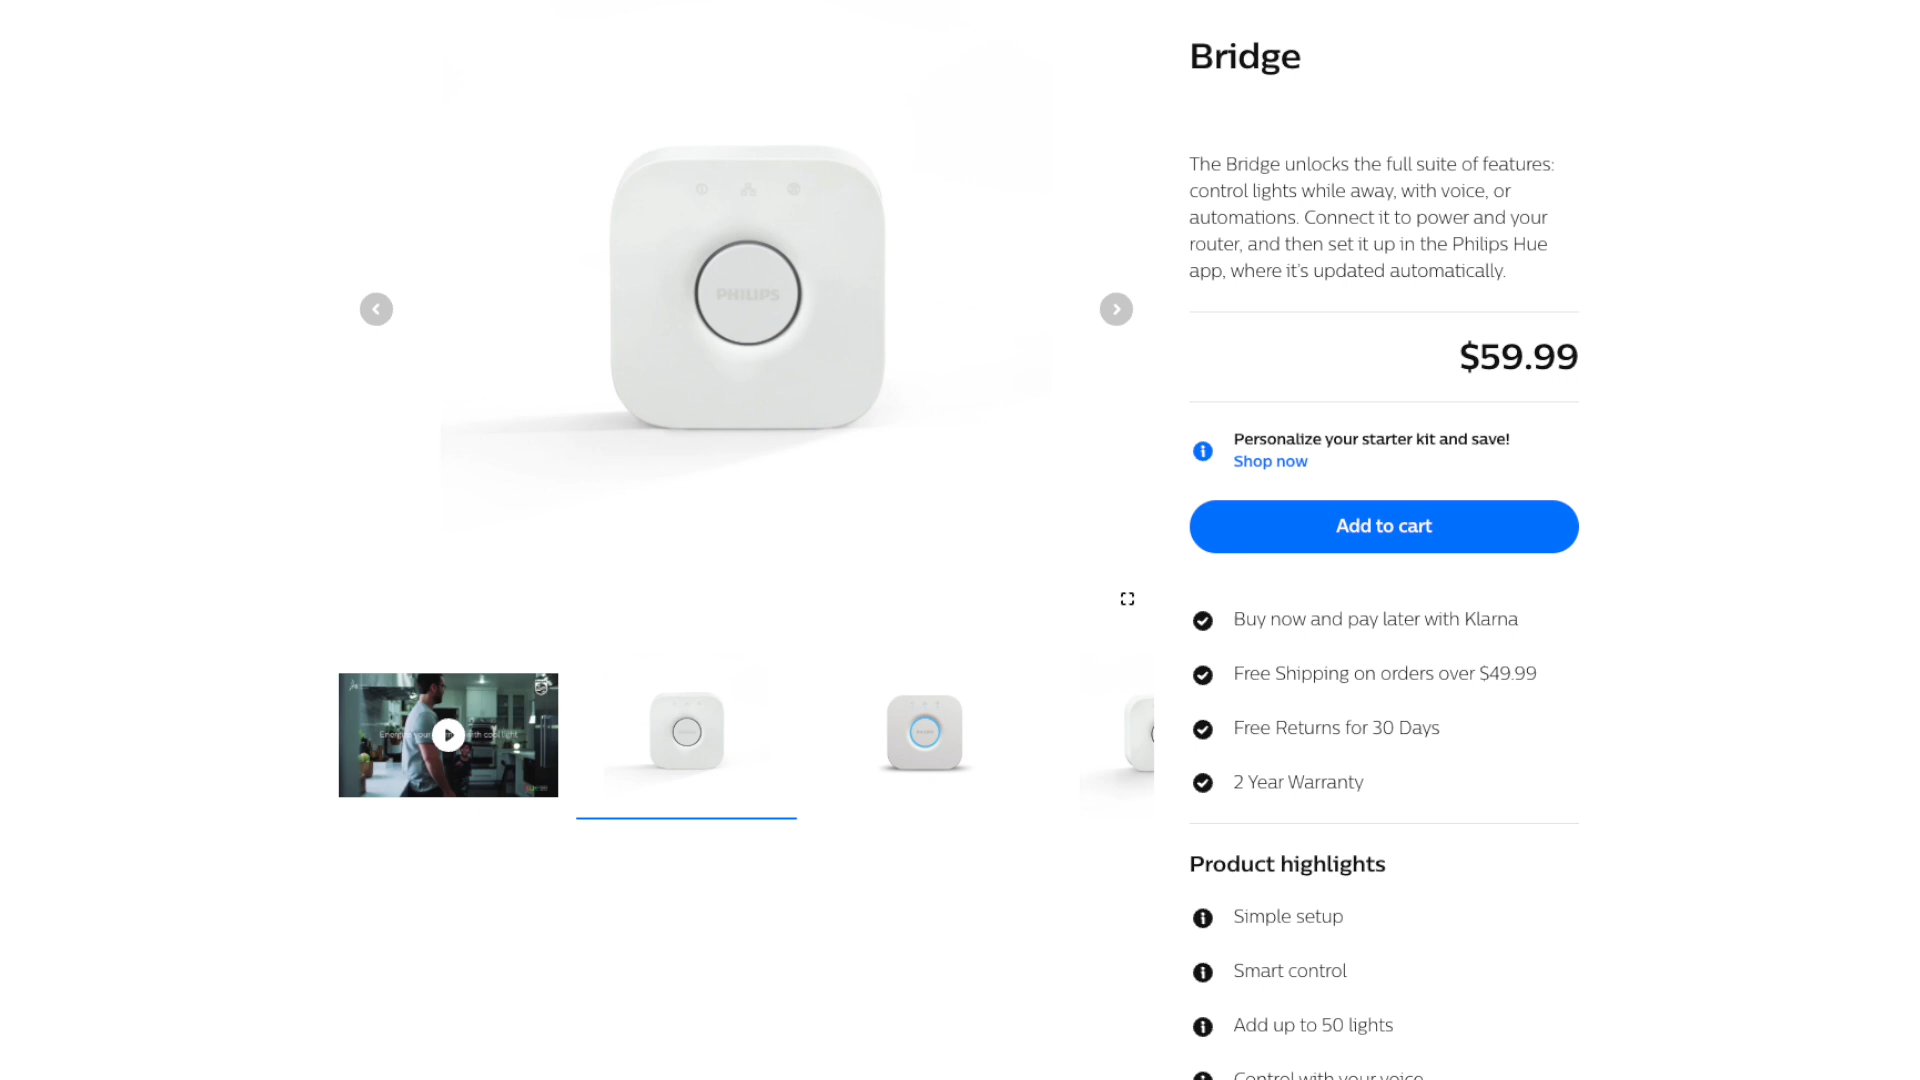 Bridge
The Bridge unlocks the full suite of features:
control lights while away, with voice, or
automations. Connect it to power and your
router, and then set it up in the Philips Hue
app, where it's updated automatically.
PHILIPS
$59.99
Personalize your starter kit and save!
Shop now
Add to cart
Buy now and pay later with Klarna
Free Shipping on orders over $49.99
Free Returns for 30 Days
2 Year Warranty
Product highlights
Simple setup
Smart control
Add up to 50 lights
Control with your voice